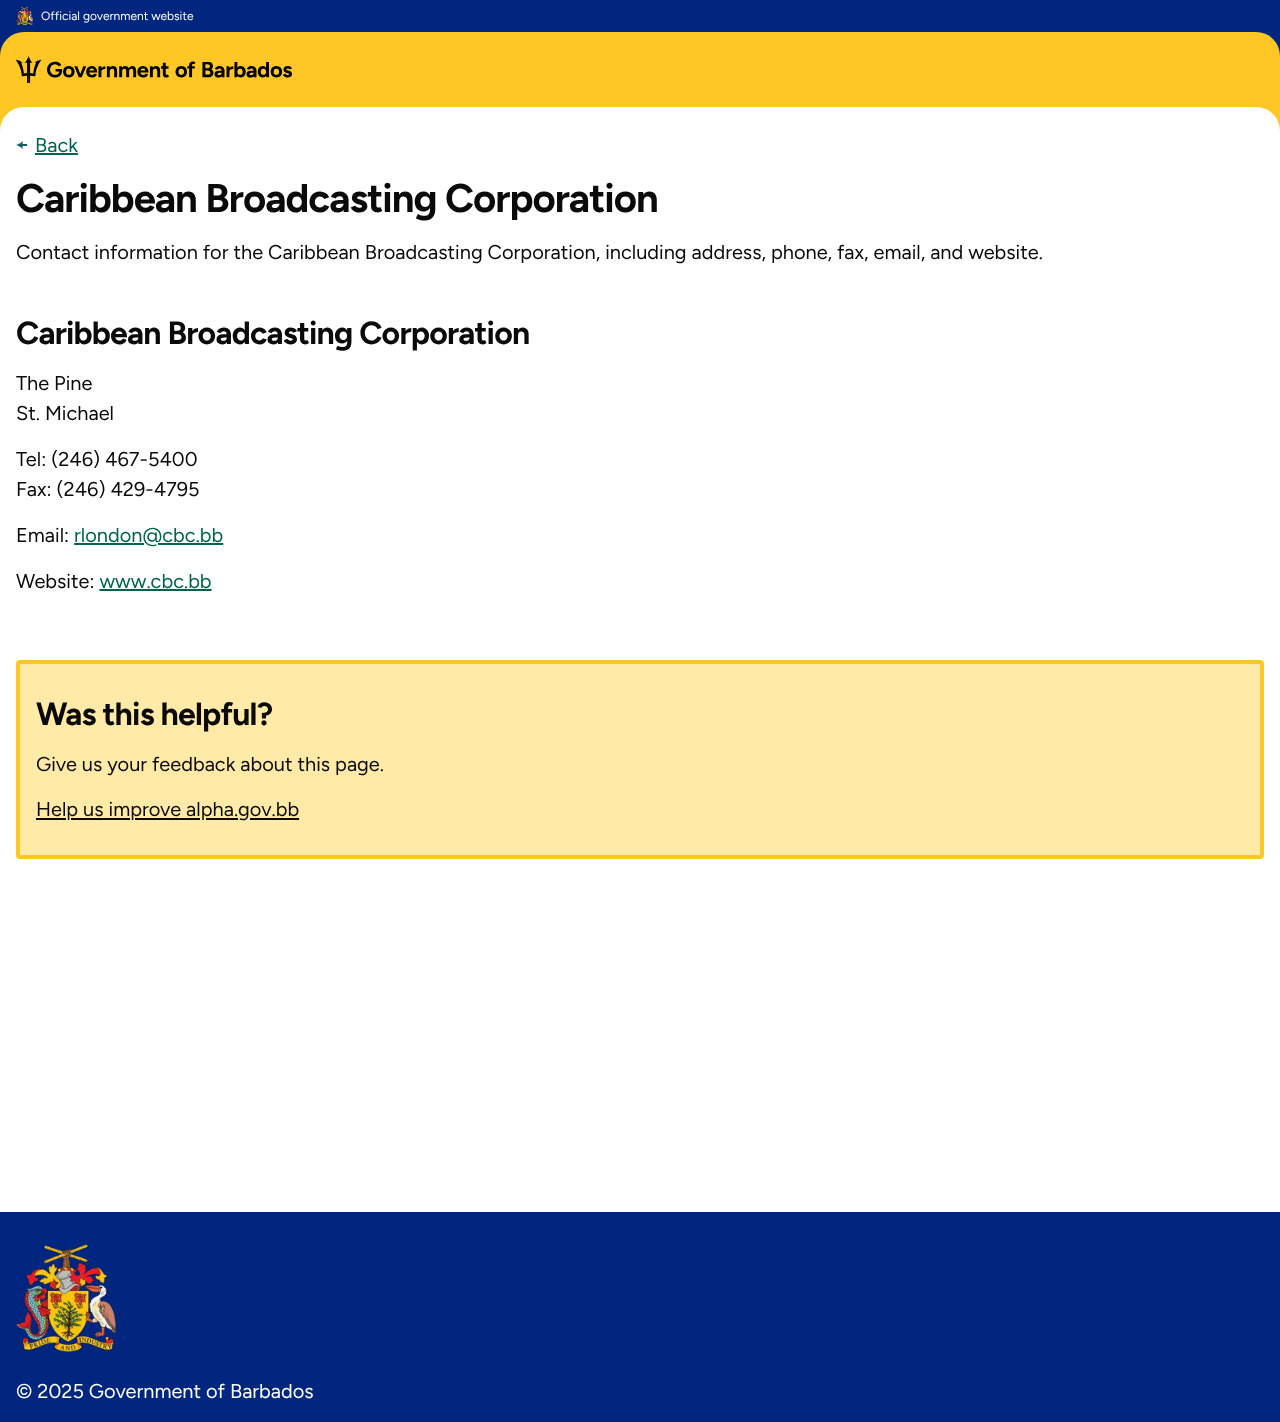 Official government website
Government of Barbados
Back
Caribbean Broadcasting Corporation
Contact information for the Caribbean Broadcasting Corporation, including address, phone, fax, email, and website.
Caribbean Broadcasting Corporation
The Pine
St. Michael
Tel: (246) 467-5400
Fax: (246) 429-4795
Email: rlondon@cbc.bb
Website: www.cbc.bb
Was this helpful?
Give us your feedback about this page.
Help us improve alpha.gov.bb
PRIDE AND INDUSTRY
© 2025 Government of Barbados